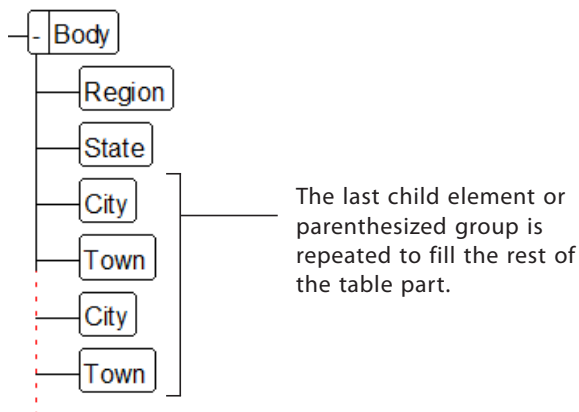 - Body
Region
State
City
Town
City
Town
The last child element or
parenthesized group is
repeated to fill the rest of
the table part.